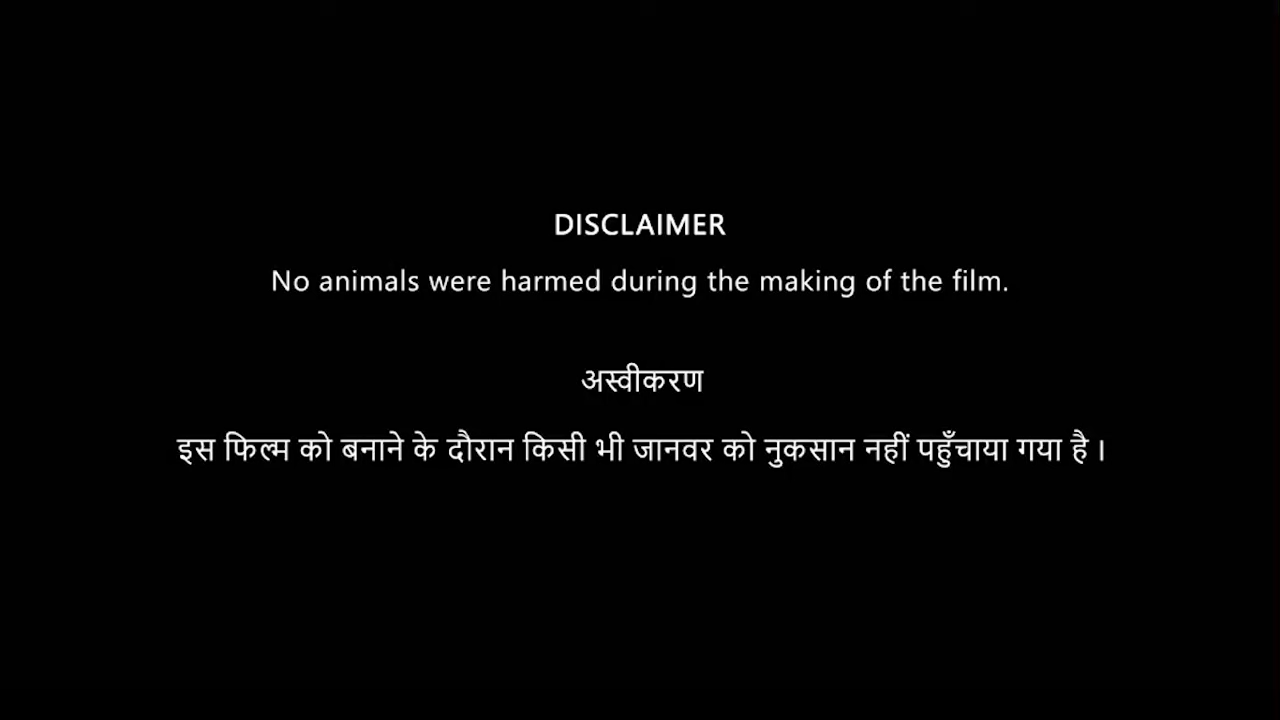 DISCLAIMER
No animals were harmed during the making of the film.
अस्वीकरण
इस फिल्म को बनाने के दौरान किसी भी जानवर को नुकसान नहीं पहुँचाया गया है।